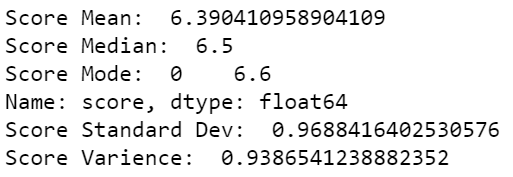 Score Mean:  6.390410958904109
Score Median:  6.5
Score Mode:  0    6.6
Name: score, dtype: float64
Score Standard Dev:  0.9688416402530576
Score Varience:  0.9386541238882352